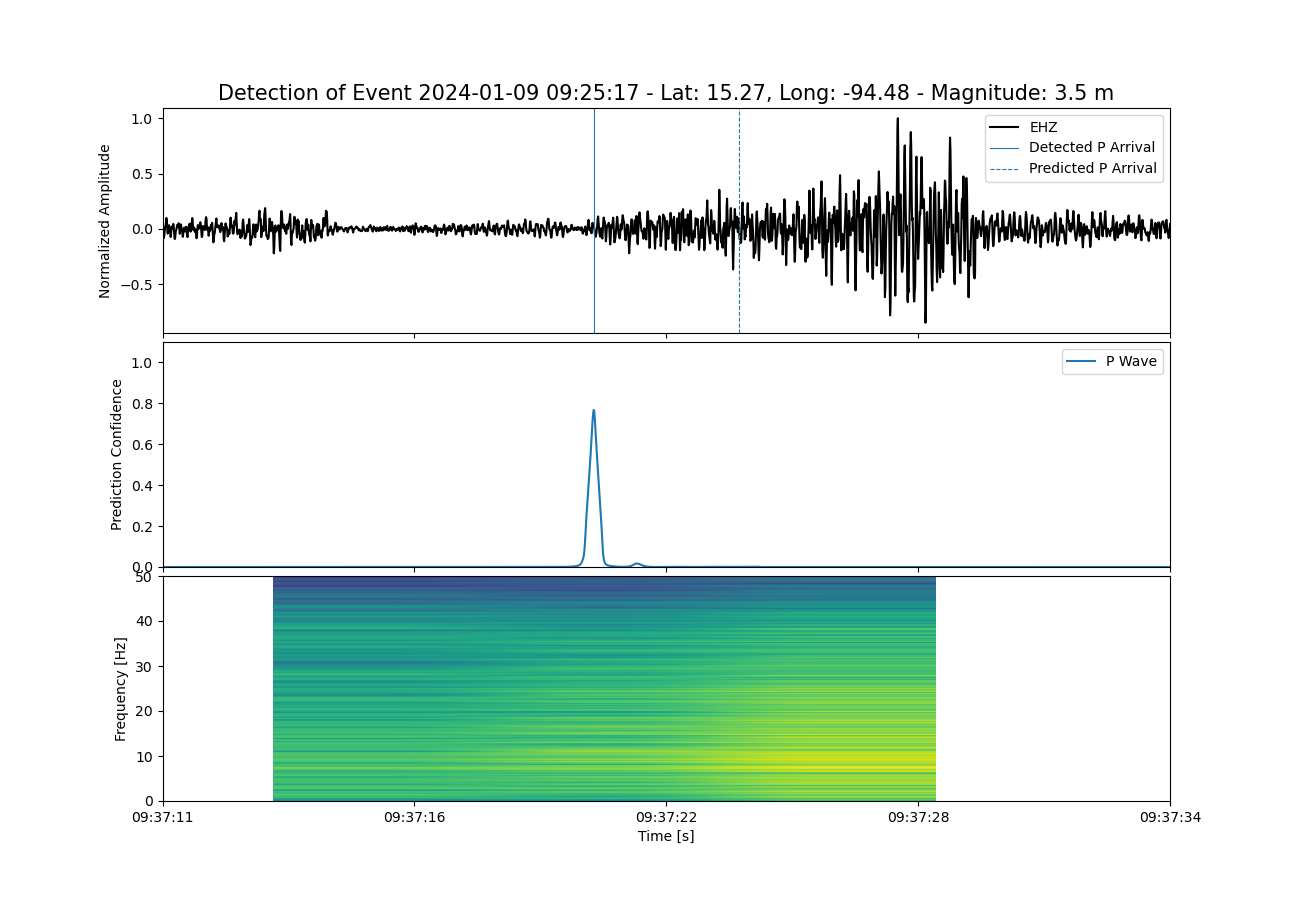 Detection of Event 2024-01-09 09:25:17 - Lat: 15.27, Long: -94.48 - Magnitude: 3.5 m
Normalized Amplitude
1.0
0.5
0.0
−0.5
EHZ
Detected P Arrival
Predicted P Arrival
Prediction Confidence
1.0
0.8
0.6
0.4
0.2
0.0
P Wave
Frequency [Hz]
50
40
30
20
10
0
09:37:11 09:37:16 09:37:22 09:37:28 09:37:34
Time [s]